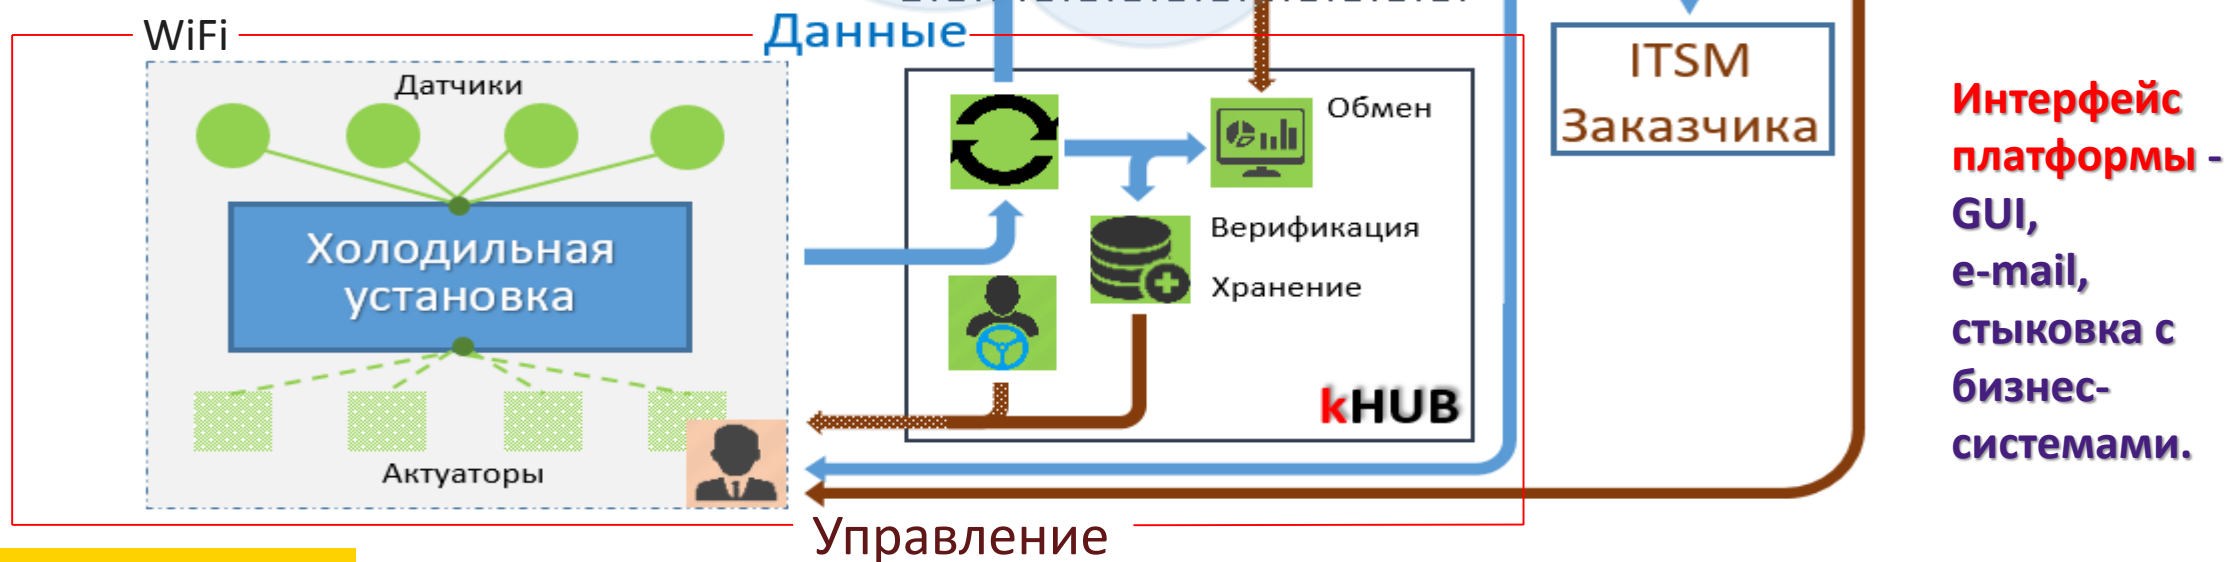 WiFi
Данные
Датчики
Холодильная
установка
Актуаторы
Обмен
Верификация
Хранение
kHUB
Управление
ITSM
Заказчика
Интерфейс
платформы -
GUI,
e-mail,
стыковка с
бизнес-
системами.